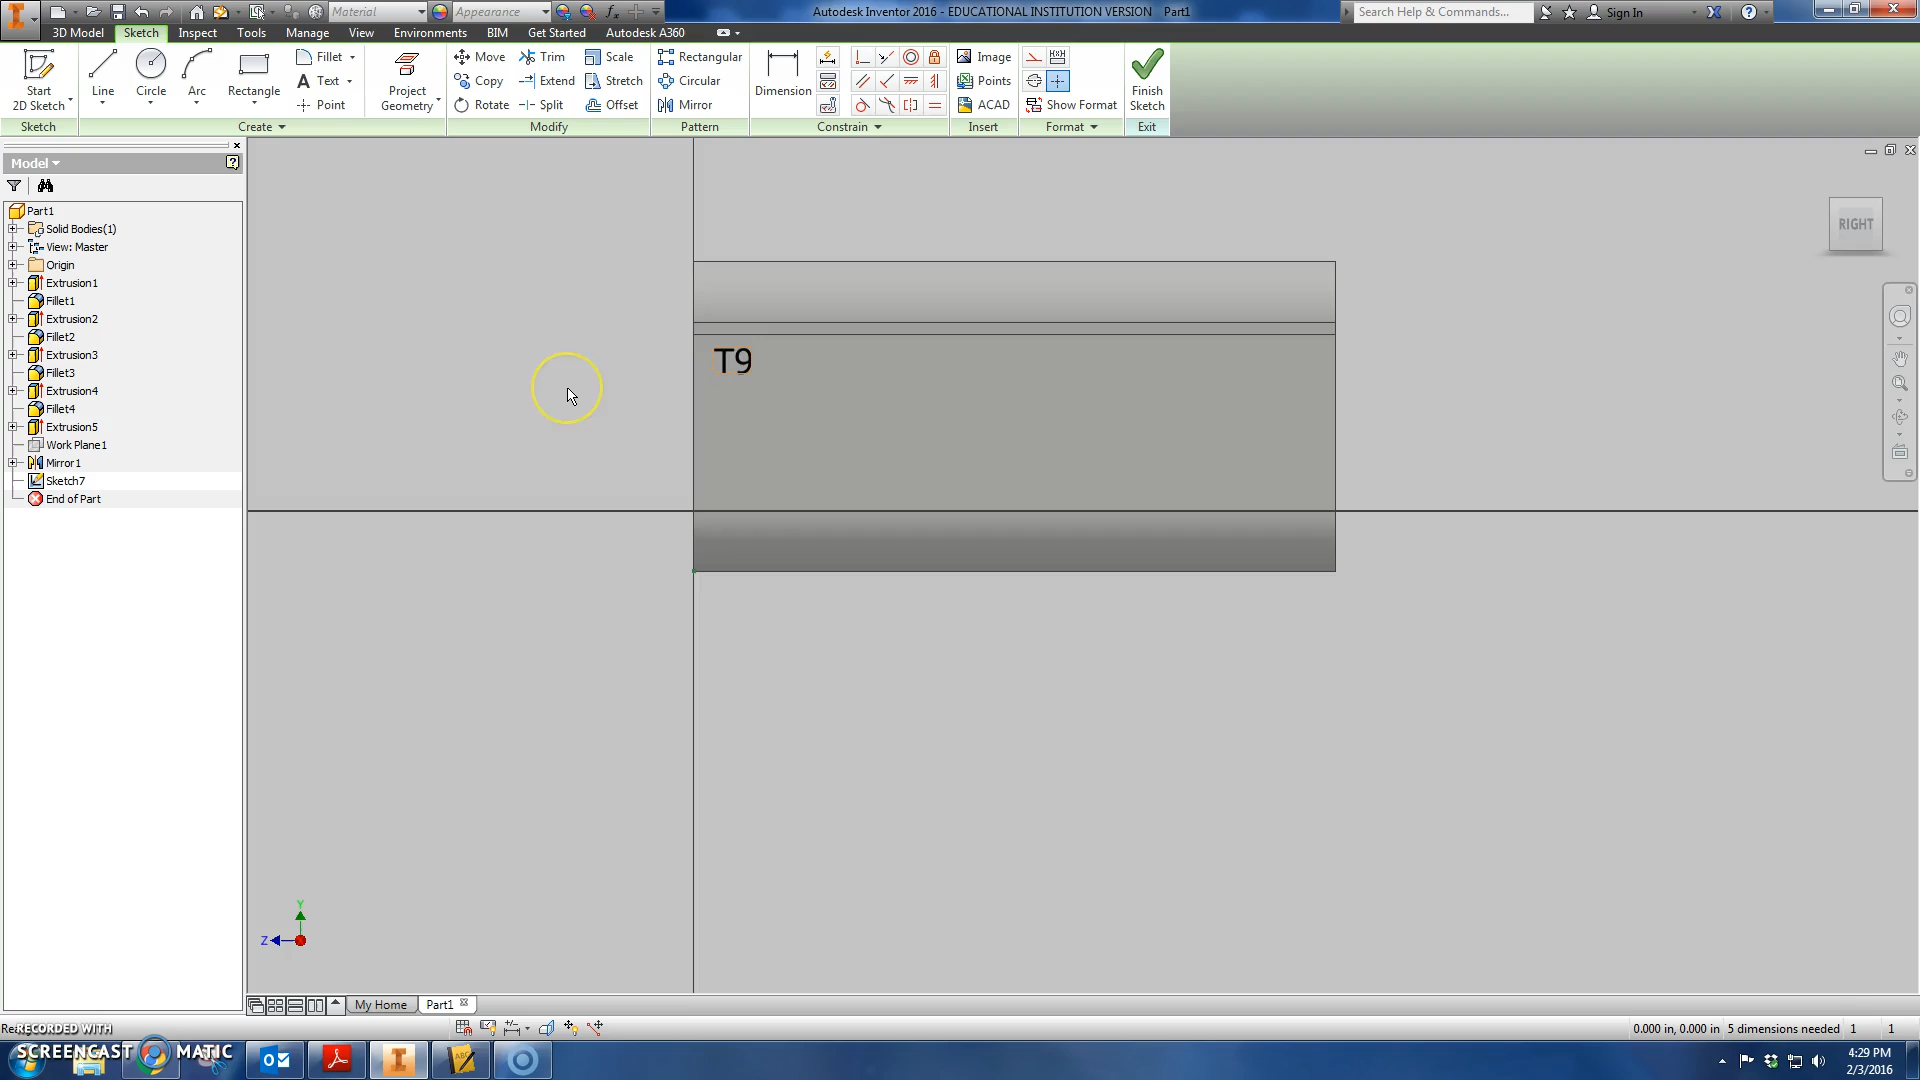 Material
Appearance
Autodesk Inventor 2016 - EDUCATIONAL INSTITUTION VERSION Part1
Search Help & Commands...
Sign In
3D Model
Sketch
Inspect
Tools
Manage
View
Environments
BIM
Get Started
Autodesk A360
Start
2D Sketch
Line
Circle
Arc
Rectangle
Fillet
Text
Point
Project
Geometry
Move
Copy
Rotate
Trim
Extend
Split
Scale
Stretch
Offset
Rectangular
Circular
Mirror
Dimension
Image
Points
ACAD
Show Format
Finish
Sketch
Sketch
Create
Modify
Pattern
Constrain
Insert
Format
Exit
Model
Part1
Solid Bodies(1)
View: Master
Origin
Extrusion1
Fillet1
Extrusion2
Fillet2
Extrusion3
Fillet3
Extrusion4
Fillet4
Extrusion5
Work Plane1
Mirror1
Sketch7
End of Part
RIGHT
T9
Y
Z
My Home
Part1
RECORDED WITH
0.000 in, 0.000 in 5 dimensions needed 1 1
SCREENCAST MATIC
4:29 PM
2/3/2016